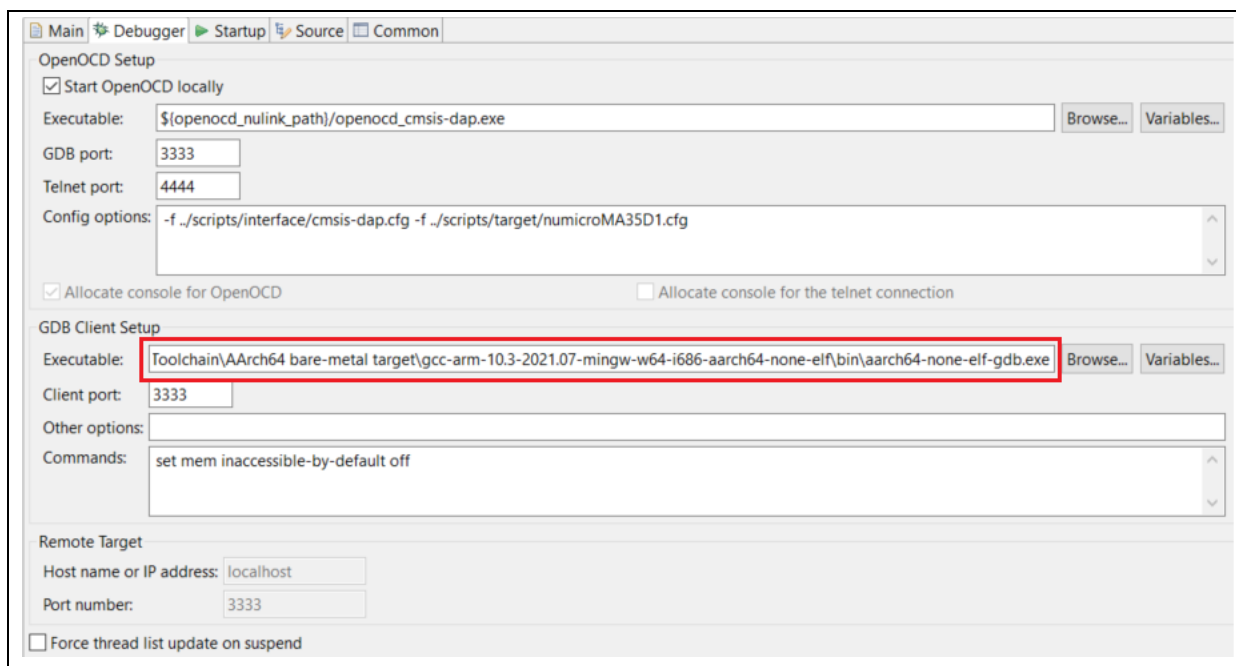 Main Debugger Startup Source Common
OpenOCD Setup
Start OpenOCD locally
Executable: ${openocd_nulink_path}/openocd_cmsis-dap.exe Browse... Variables...
GDB port: 3333
Telnet port: 4444
Config options: -f ../scripts/interface/cmsis-dap.cfg -f ../scripts/target/numicroMA35D1.cfg
Allocate console for OpenOCD Allocate console for the telnet connection
GDB Client Setup
Executable: Toolchain\AArch64 bare-metal target\gcc-arm-10.3-2021.07-mingw-w64-i686-aarch64-none-elf\bin\aarch64-none-elf-gdb.exe Browse... Variables...
Client port: 3333
Other options:
Commands: set mem inaccessible-by-default off
Remote Target
Host name or IP address: localhost
Port number: 3333
Force thread list update on suspend